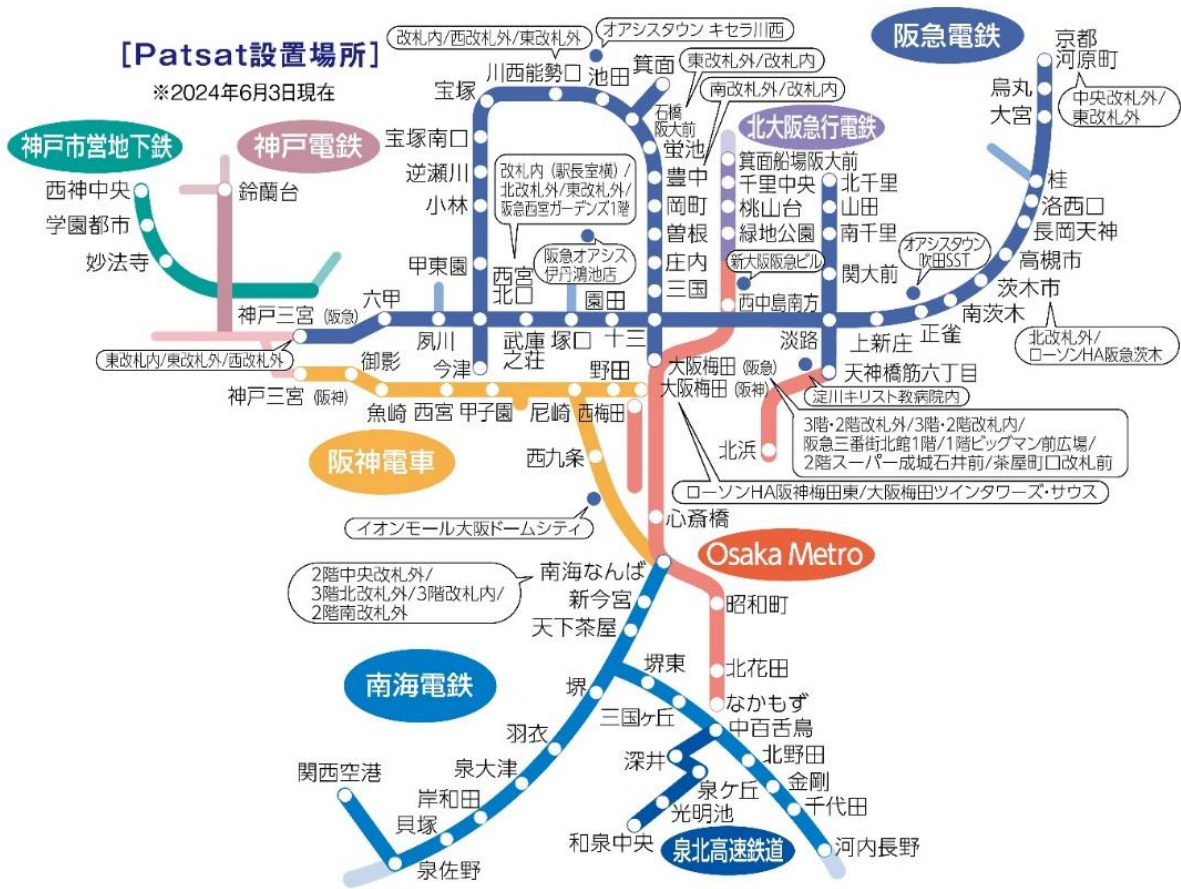 [Patsat設置場所]
※2024年6月3日現在
改札内/西改札外/東改札外
オアシスタウン キセラ川西
阪急電鉄
京都
河原町
烏丸
大宮
中央改札外/
東改札外
川西能勢口
池田
箕面
東改札外/改札内
南改札外/改札内
宝塚
石橋
阪大前
北大阪急行電鉄
神戸市営地下鉄
神戸電鉄
宝塚南口
蛍池
箕面船場阪大前
西神中央
鈴蘭台
逆瀬川
改札内(駅長室横)/
北改札外/東改札外/
阪急西宮ガーデンズ1階
豊中
千里中央
北千里
桂
学園都市
小林
岡町
桃山台
山田
洛西口
妙法寺
曽根
緑地公園
南千里
長岡天神
甲東園
西宮
北口
阪急オアシス
伊丹鴻池店
庄内
新大阪阪急ビル
関大前
オアシスタウン
吹田SST
高槻市
六甲
園田
三国
西中島南方
茨木市
神戸三宮(阪急)
夙川
武庫
之荘
塚口
十三
淡路
上新庄
正雀
南茨木
北改札外/
ローソンHA阪急茨木
東改札内/東改札外/西改札外
御影
今津
野田
大阪梅田(阪急)
天神橋筋六丁目
神戸三宮(阪神)
魚崎
西宮
甲子園
尼崎
西梅田
大阪梅田(阪神)
淀川キリスト教病院内
3階・2階改札外/3階・2階改札内/
阪急三番街北館1階/1階ビッグマン前広場/
2階スーパー成城石井前/茶屋町口改札前
北浜
阪神電車
西九条
ローソンHA阪神梅田東/大阪梅田ツインタワーズ・サウス
イオンモール大阪ドームシティ
心斎橋
Osaka Metro
2階中央改札外/
3階北改札外/3階改札内/
2階南改札外
南海なんば
新今宮
昭和町
天下茶屋
南海電鉄
堺東
北花田
堺
なかもず
三国ヶ丘
中百舌鳥
羽衣
深井
北野田
関西空港
泉大津
泉ケ丘
金剛
岸和田
光明池
千代田
貝塚
和泉中央
泉北高速鉄道
河内長野
泉佐野